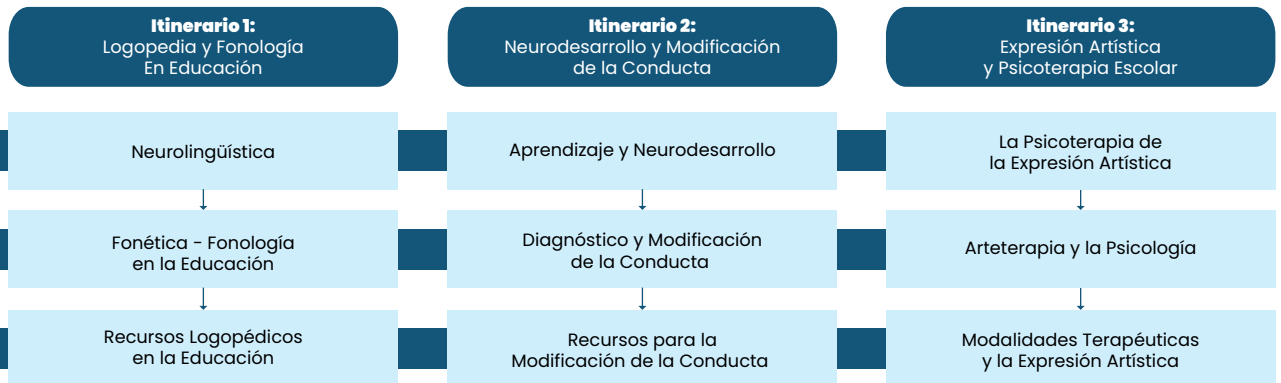 Itinerario 1:
Logopedia y Fonología
En Educación
Itinerario 2:
Neurodesarrollo y Modificación
de la Conducta
Itinerario 3:
Expresión Artística
y Psicoterapia Escolar
Neurolingüística
Aprendizaje y Neurodesarrollo
La Psicoterapia de
la Expresión Artística
Fonética - Fonología
en la Educación
Diagnóstico y Modificación
de la Conducta
Arteterapia y la Psicología
Recursos Logopédicos
en la Educación
Recursos para la
Modificación de la Conducta
Modalidades Terapéuticas
y la Expresión Artística